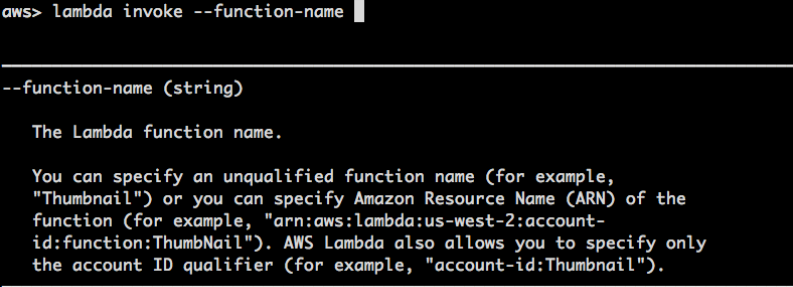 aws> lambda invoke --function-name
--function-name (string)
The Lambda function name.
You can specify an unqualified function name (for example,
"Thumbnail") or you can specify Amazon Resource Name (ARN) of the
function (for example, "arn:aws:lambda:us-west-2:account-
id:function:ThumbNail"). AWS Lambda also allows you to specify only
the account ID qualifier (for example, "account-id:Thumbnail").